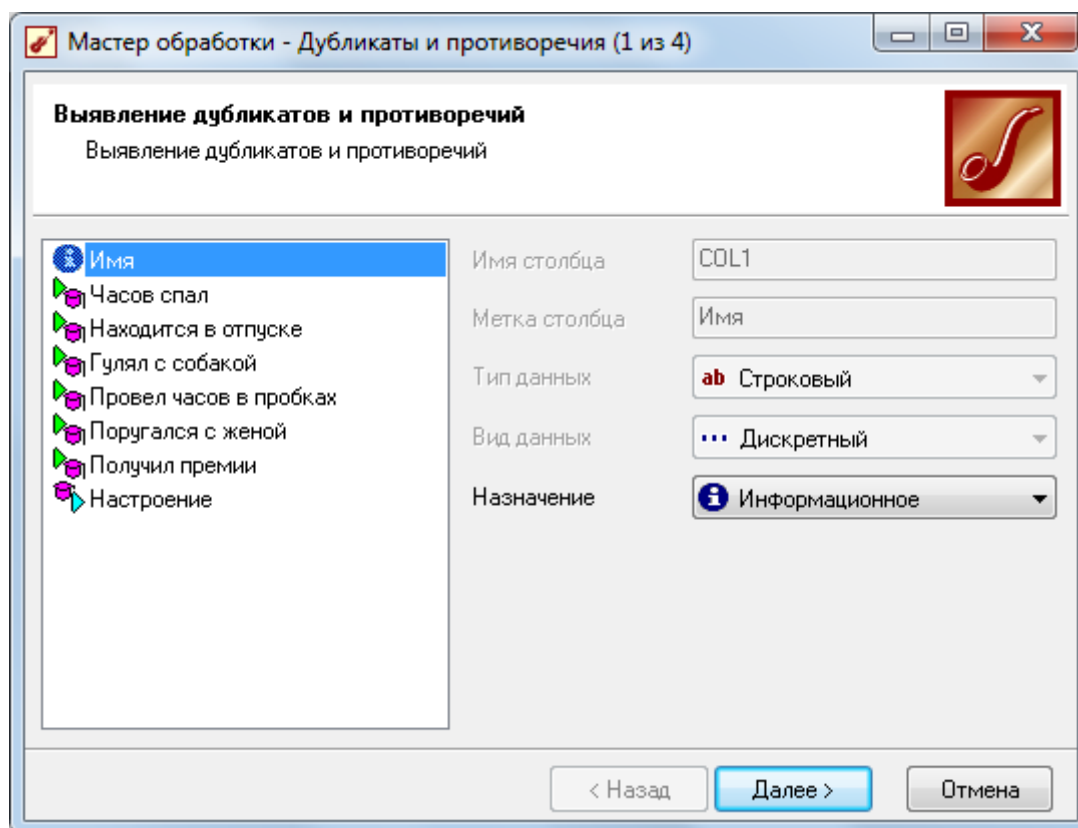 Мастер обработки - Дубликаты и противоречия (1 из 4)
Выявление дубликатов и противоречий
Выявление дубликатов и противоречий
Имя
Часов спал
Находится в отпуске
Гулял с собакой
Провел часов в пробках
Поругался с женой
Получил премии
Настроение
Имя столбца COL1
Метка столбца Имя
Тип данных ab Строковый
Вид данных ... Дискретный
Назначение Информационное
< Назад Далее > Отмена